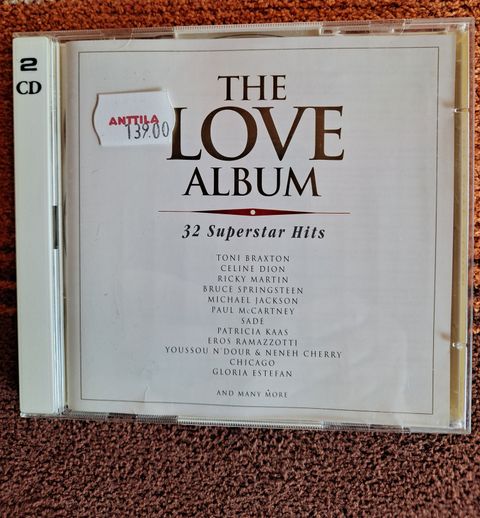 2
CD
ANTTILA
139.00
THE
LOVE
ALBUM
32 Superstar Hits
TONI BRAXTON
CELINE DION
RICKY MARTIN
BRUCE SPRINGSTEEN
MICHAEL JACKSON
PAUL McCARTNEY
SADE
PATRICIA KAAS
EROS RAMAZZOTTI
YOUSSOU N'DOUR & NENEH CHERRY
CHICAGO
GLORIA ESTEFAN
AND MANY MORE